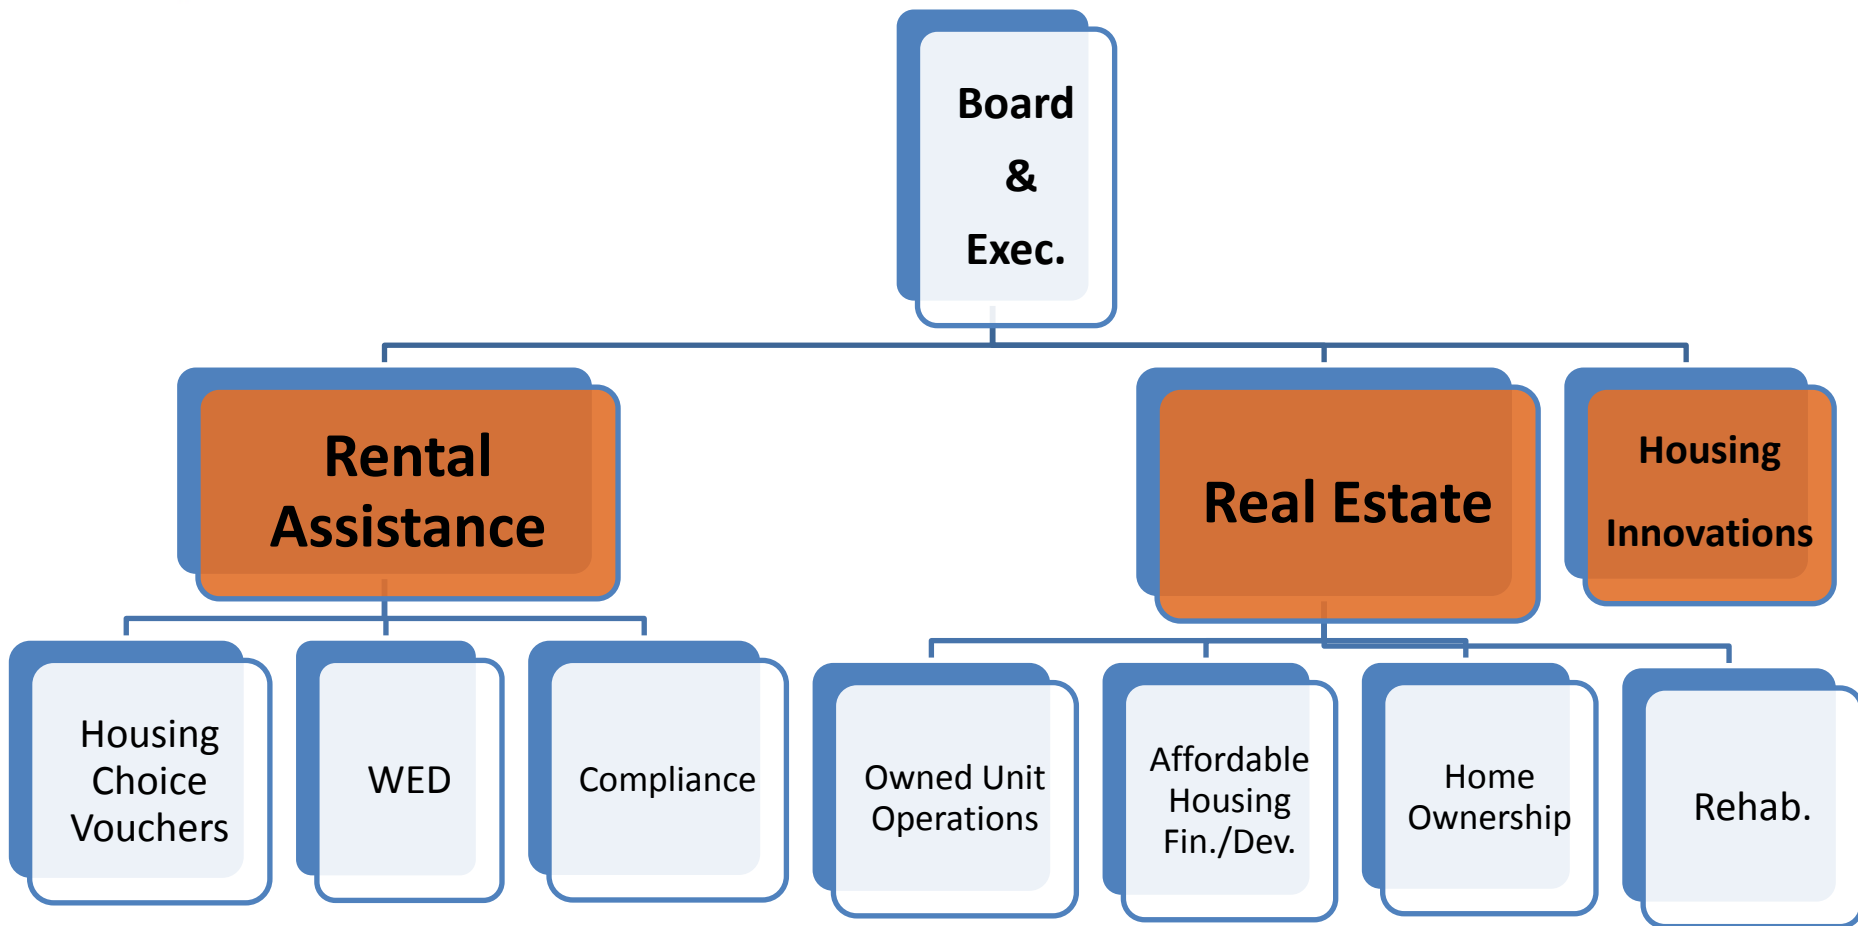 Board
&
Exec.
Rental
Assistance
Real Estate
Housing
Innovations
Housing
Choice
Vouchers
WED
Compliance
Owned Unit
Operations
Affordable
Housing
Fin./Dev.
Home
Ownership
Rehab.